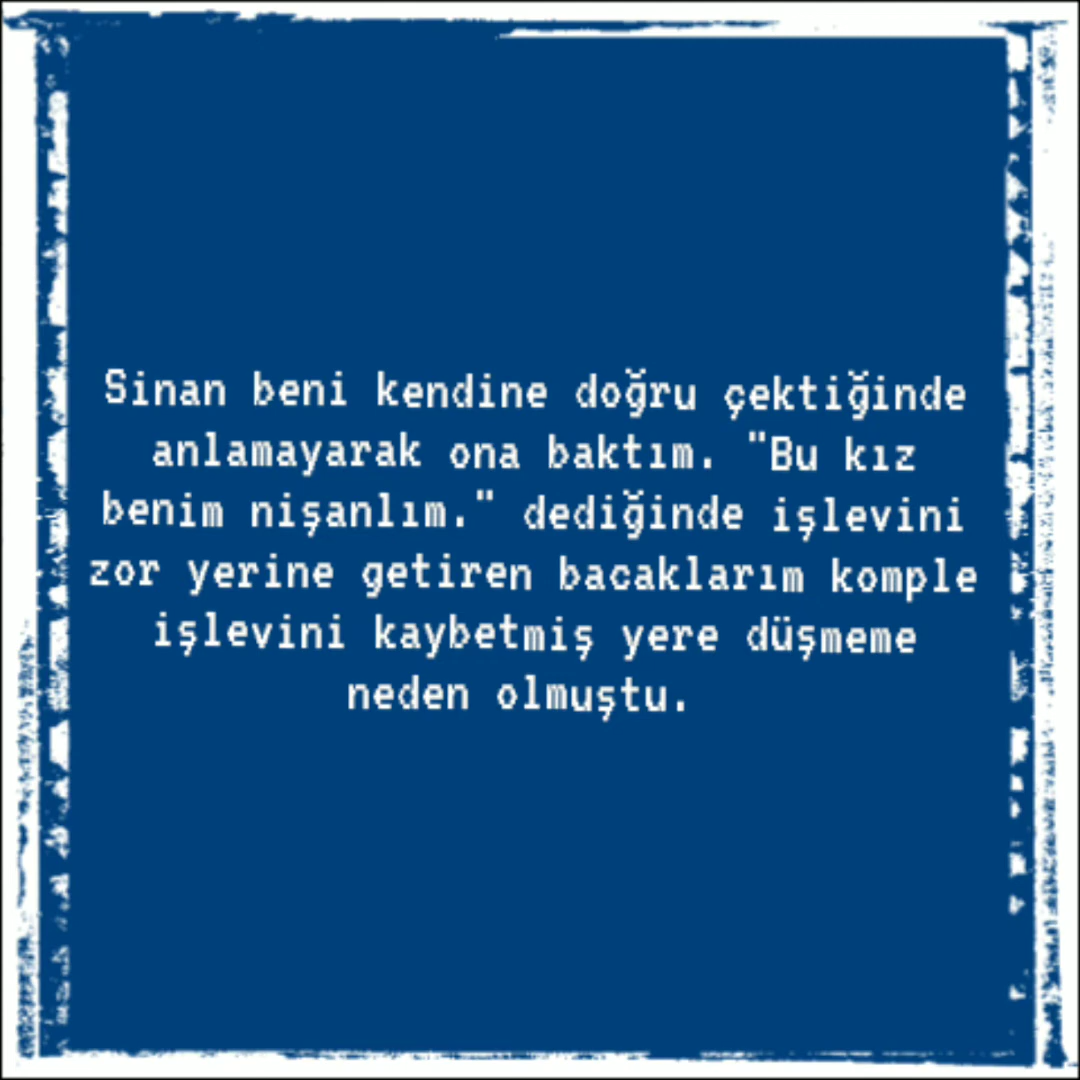 Sinan beni kendine doğru çektiğinde
anlamayarak ona baktım. "Bu kız
benim nişanlım." dediğinde işlevini
zor yerine getiren bacaklarım komple
işlevini kaybetmiş yere düşmeme
neden olmuştu.